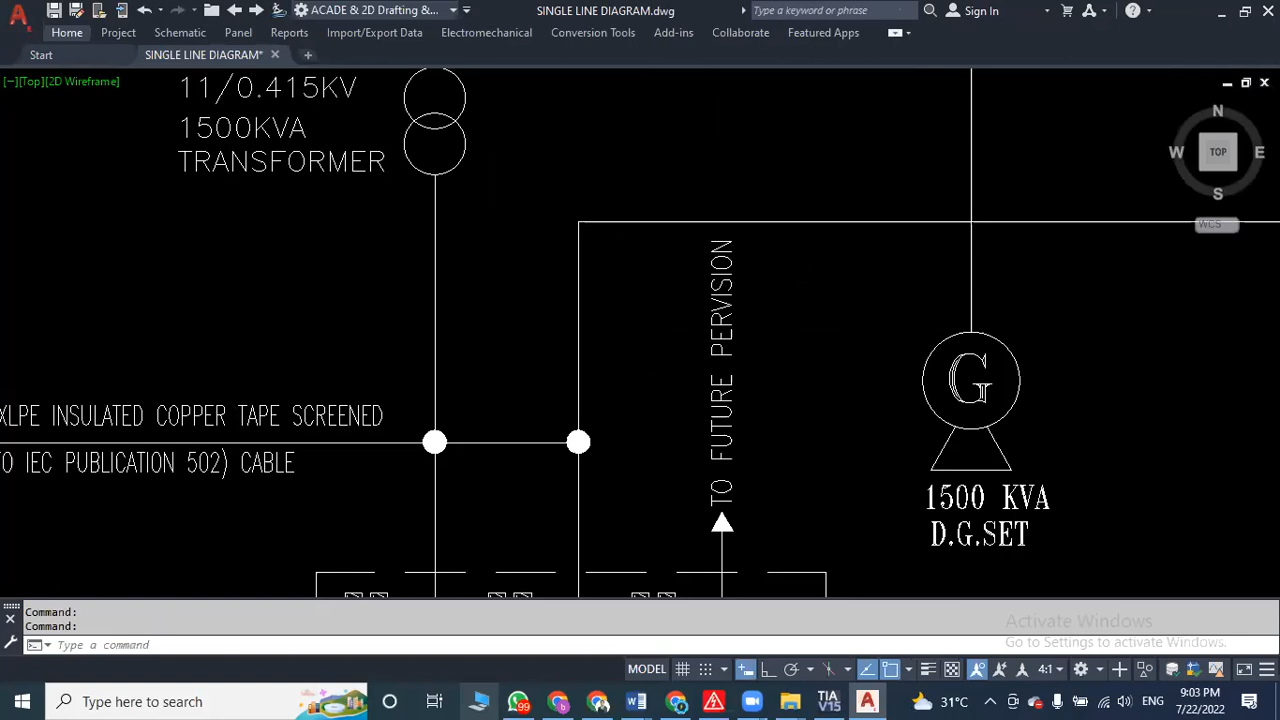 ACADE & 2D Drafting &...
SINGLE LINE DIAGRAM.dwg
Type a keyword or phrase
Sign In
Home
Project
Schematic
Panel
Reports
Import/Export Data
Electromechanical
Conversion Tools
Add-ins
Collaborate
Featured Apps
Start
SINGLE LINE DIAGRAM*
[−][Top][2D Wireframe]
11/0.415KV
1500KVA
TRANSFORMER
N
W
TOP
E
S
WCS
TO FUTURE PERVISION
G
XLPE INSULATED COPPER TAPE SCREENED
TO IEC PUBLICATION 502) CABLE
1500 KVA
D.G.SET
Command:
Command:
Type a command
Activate Windows
Go to Settings to activate Windows.
MODEL
4:1
Type here to search
99
TIA
V15
31°C
ENG
9:03 PM
7/22/2022